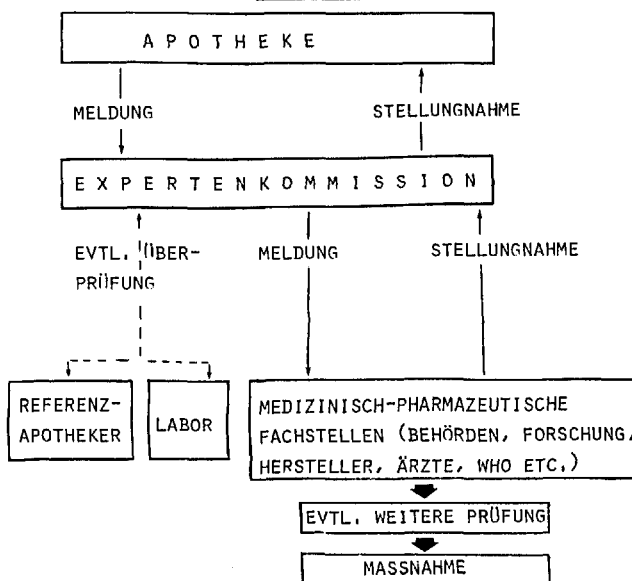 APOTHEKE
MELDUNG
STELLUNGNAHME
EXPERTENKOMMISSION
EVTL. ÜBER-
PRÜFUNG
MELDUNG
STELLUNGNAHME
REFERENZ-
APOTHEKER
LABOR
MEDIZINISCH-PHARMAZEUTISCHE
FACHSTELLEN (BEHÖRDEN, FORSCHUNG,
HERSTELLER, ÄRZTE, WHO ETC.)
EVTL. WEITERE PRÜFUNG
MASSNAHME